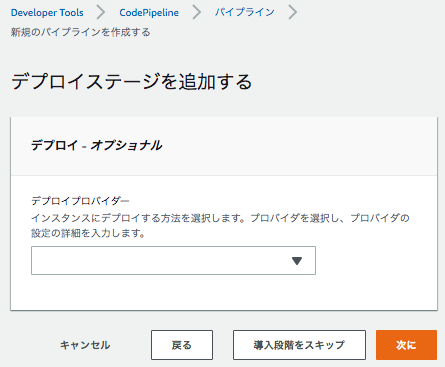 Developer Tools > CodePipeline > パイプライン >
新規のパイプラインを作成する
デプロイステージを追加する
デプロイ - オプショナル
デプロイプロバイダー
インスタンスにデプロイする方法を選択します。プロバイダを選択し、プロバイダの
設定の詳細を入力します。
キャンセル 戻る 導入段階をスキップ 次に